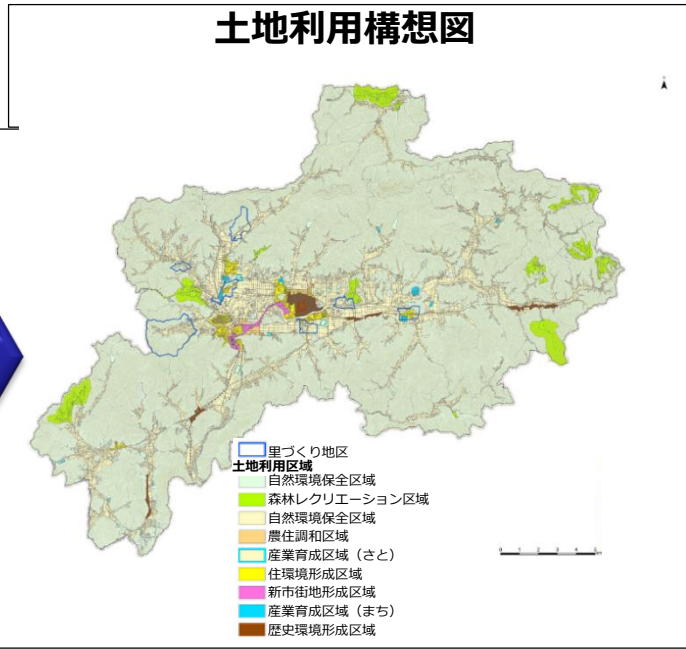 土地利用構想図
里づくり地区
土地利用区域
自然環境保全区域
森林レクリエーション区域
自然環境保全区域
農住調和区域
産業育成区域（さと）
住環境形成区域
新市街地形成区域
産業育成区域（まち）
歴史環境形成区域